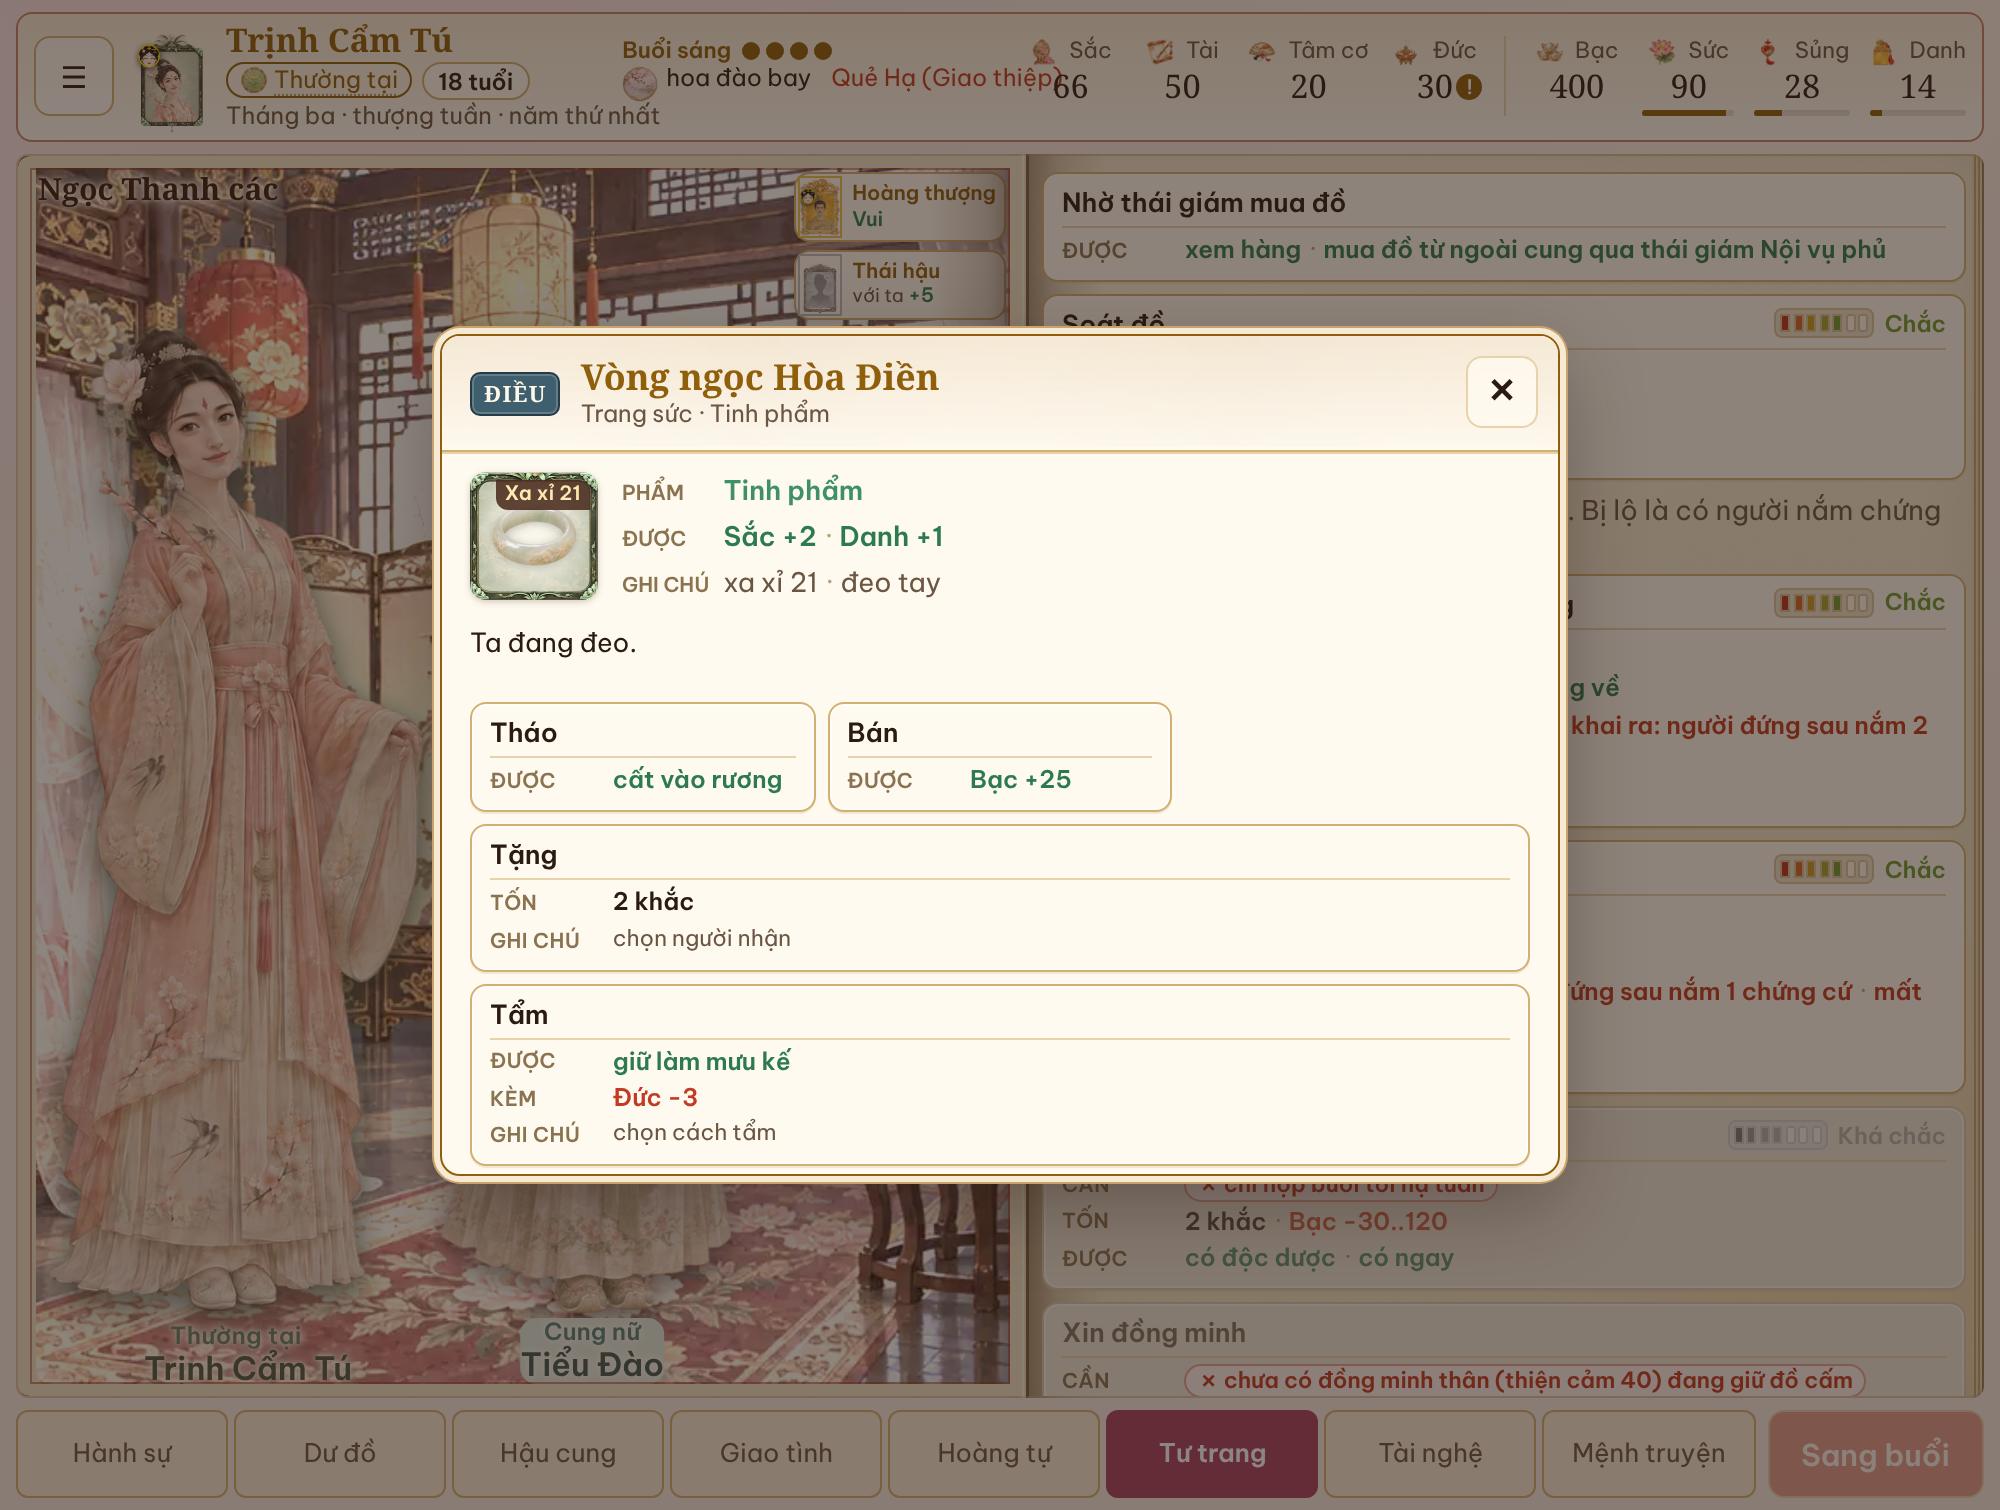 Trịnh Cẩm Tú
Thường tại
18 tuổi
Tháng ba · thượng tuần · năm thứ nhất
Buổi sáng
hoa đào bay Quẻ Hạ (Giao thiệp)
Sắc Tài Tâm cơ Đức Bạc Sức Sủng Danh
66 50 20 30 ! 400 90 28 14
Ngọc Thanh các
Hoàng thượng
Vui
Thái hậu
với ta +5
Thường tại
Trịnh Cẩm Tú
Cung nữ
Tiểu Đào
Nhờ thái giám mua đồ
ĐƯỢC xem hàng · mua đồ từ ngoài cung qua thái giám Nội vụ phủ
Soát đồ Chắc
. Bị lộ là có người nắm chứng
Chắc
g về
khai ra: người đứng sau nắm 2
Chắc
ứng sau nắm 1 chứng cứ · mất
Khá chắc
CẦN × chỉ họp buổi tối hạ tuần
TỐN 2 khắc · Bạc -30..120
ĐƯỢC có độc dược · có ngay
Xin đồng minh
CẦN × chưa có đồng minh thân (thiện cảm 40) đang giữ đồ cấm
ĐIỀU
Vòng ngọc Hòa Điền
Trang sức · Tinh phẩm
×
Xa xỉ 21
PHẨM Tinh phẩm
ĐƯỢC Sắc +2 · Danh +1
GHI CHÚ xa xỉ 21 · đeo tay
Ta đang đeo.
Tháo
ĐƯỢC cất vào rương
Bán
ĐƯỢC Bạc +25
Tặng
TỐN 2 khắc
GHI CHÚ chọn người nhận
Tẩm
ĐƯỢC giữ làm mưu kế
KÈM Đức -3
GHI CHÚ chọn cách tẩm
Hành sự
Dư đồ
Hậu cung
Giao tình
Hoàng tự
Tư trang
Tài nghệ
Mệnh truyện
Sang buổi